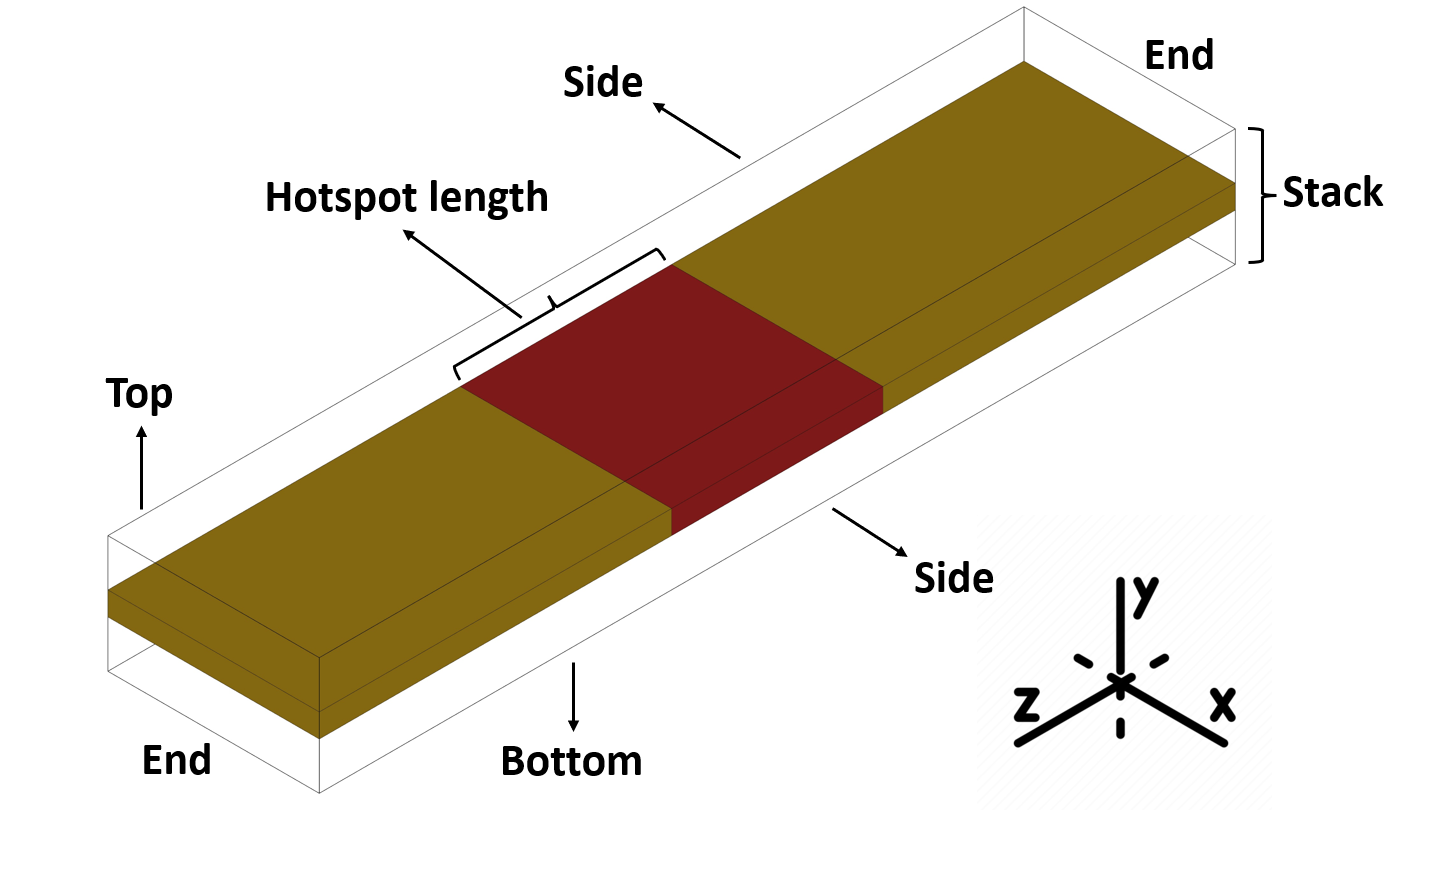 End
Side
Stack
Hotspot length
Top
Side
y
z
x
End
Bottom